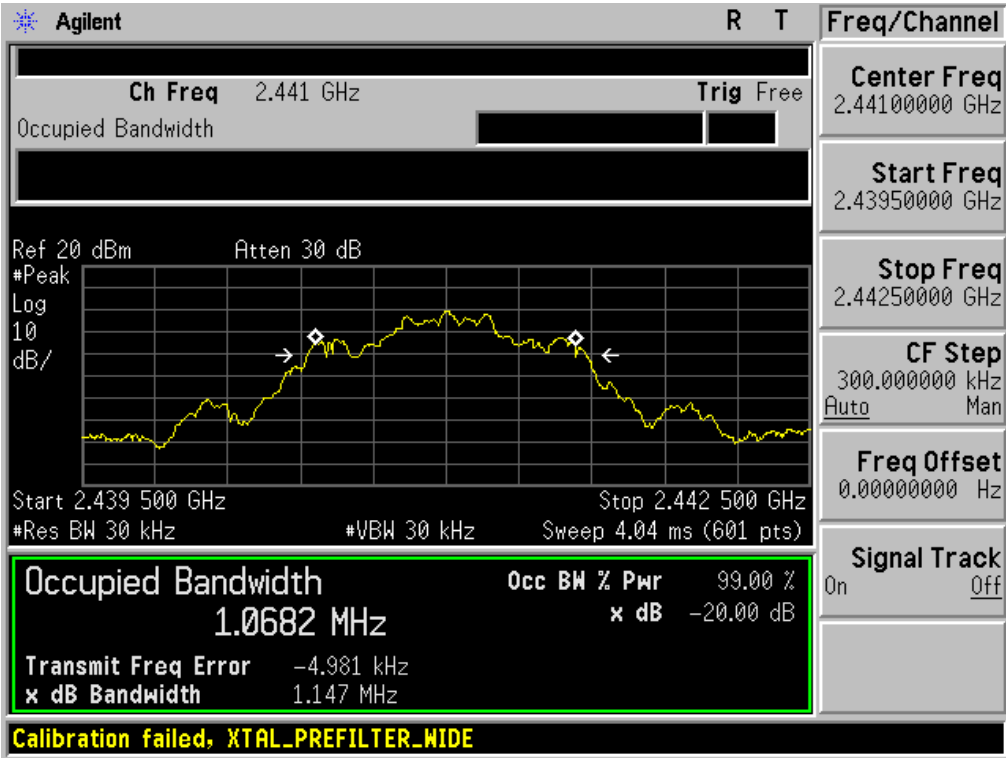 Agilent R T Freq/Channel
Ch Freq 2.441 GHz Trig Free
Occupied Bandwidth
Center Freq
2.44100000 GHz
Start Freq
2.43950000 GHz
Stop Freq
2.44250000 GHz
CF Step
300.000000 kHz
Auto Man
Freq Offset
0.00000000 Hz
Signal Track
On Off
Ref 20 dBm Atten 30 dB
#Peak
Log
10
dB/
Start 2.439 500 GHz Stop 2.442 500 GHz
#Res BW 30 kHz #VBW 30 kHz Sweep 4.04 ms (601 pts)
Occupied Bandwidth Occ BW % Pwr 99.00 %
1.0682 MHz x dB -20.00 dB
Transmit Freq Error -4.981 kHz
x dB Bandwidth 1.147 MHz
Calibration failed, XTAL_PREFILTER_WIDE